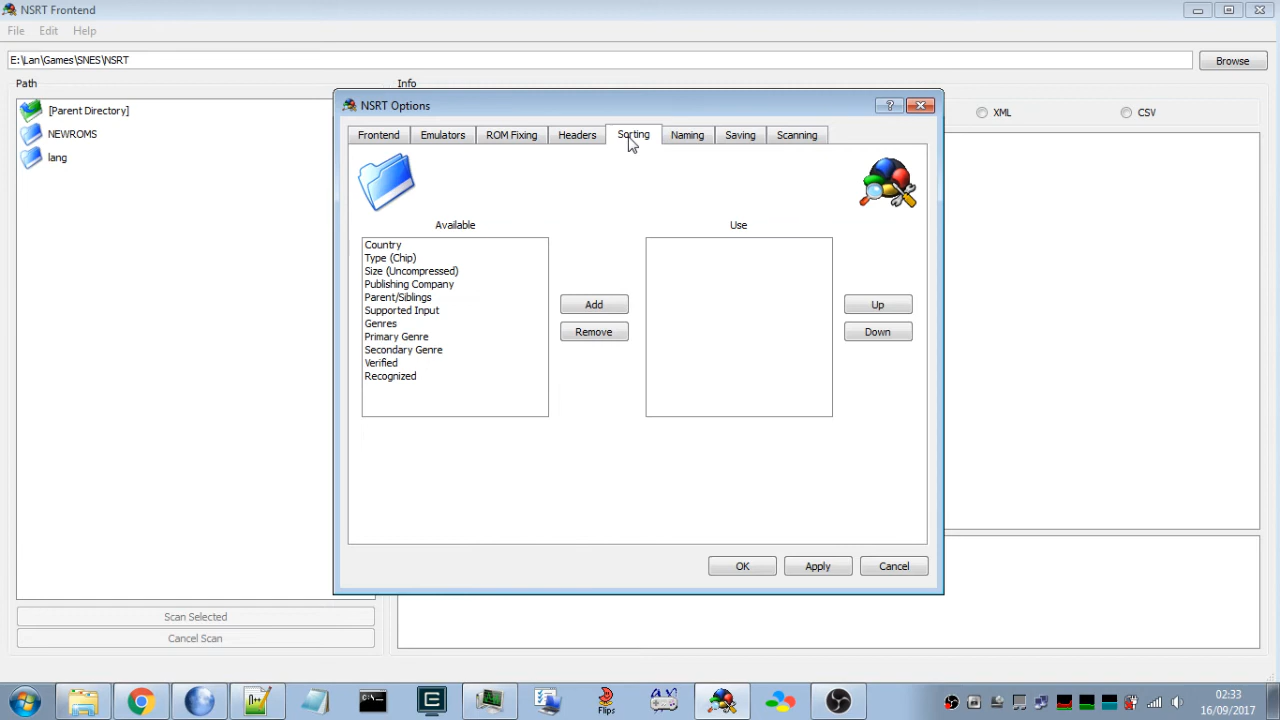 NSRT Frontend
File Edit Help
E:\Lan\Games\SNES\NSRT
Browse
Path
Info
[Parent Directory]
NEWROMS
lang
XML
CSV
NSRT Options
?
Frontend Emulators ROM Fixing Headers Sorting Naming Saving Scanning
Available
Use
Country
Type (Chip)
Size (Uncompressed)
Publishing Company
Parent/Siblings
Supported Input
Genres
Primary Genre
Secondary Genre
Verified
Recognized
Add
Remove
Up
Down
OK Apply Cancel
Scan Selected
Cancel Scan
Flips
02:33
16/09/2017